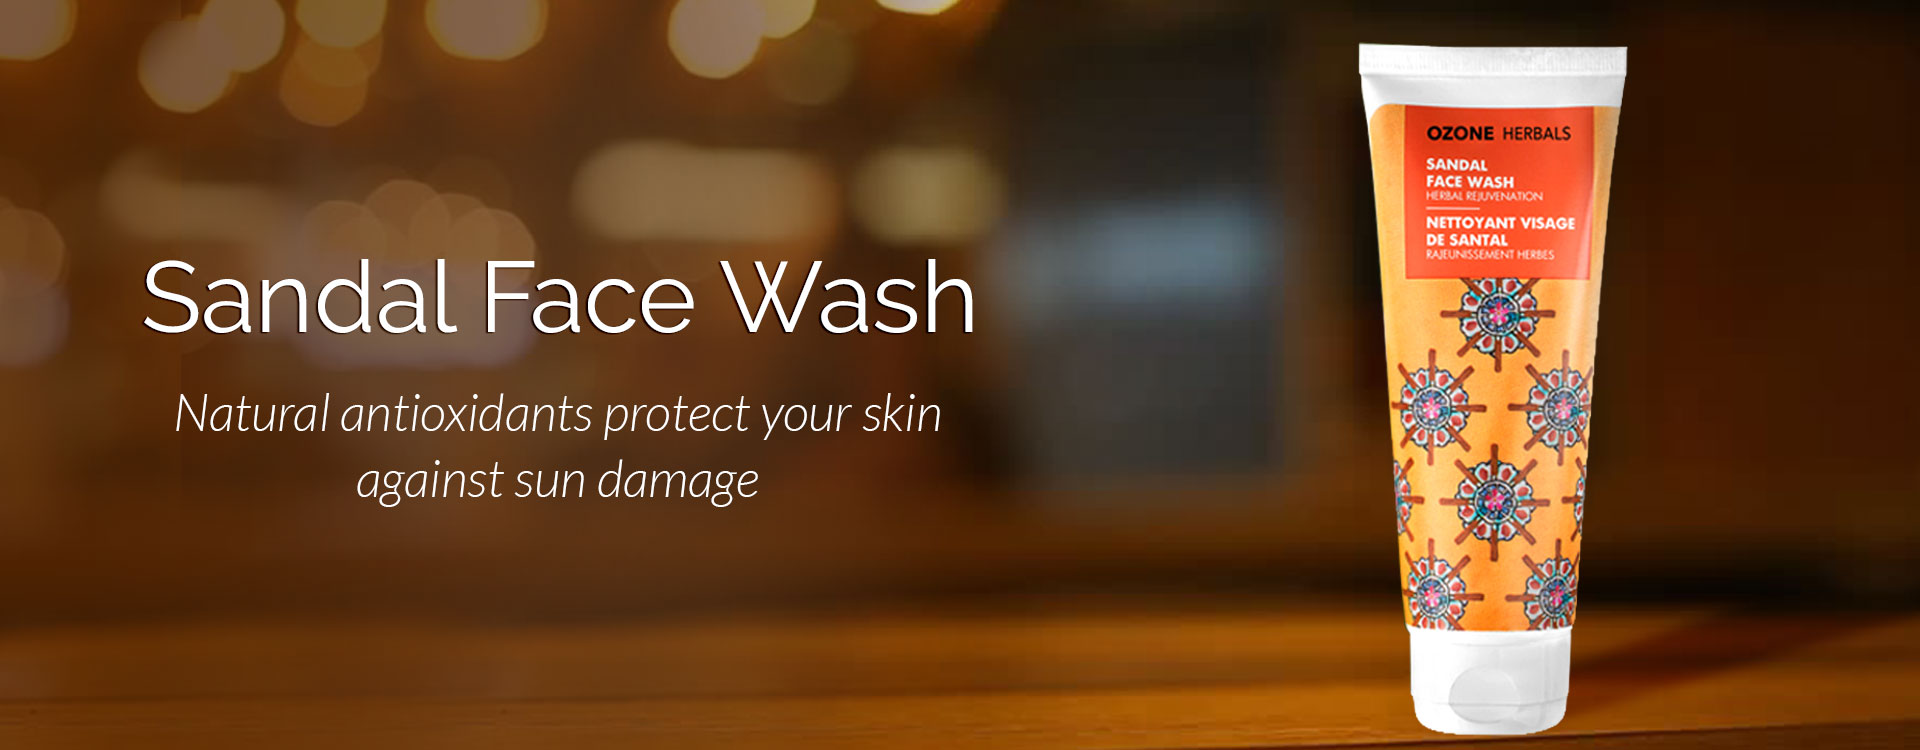 Sandal Face Wash
Natural antioxidants protect your skin
against sun damage
OZONE HERBALS
SANDAL
FACE WASH
HERBAL REJUVENATION
NETTOYANT VISAGE
DE SANTAL
RAJEUNISSEMENT HERBES